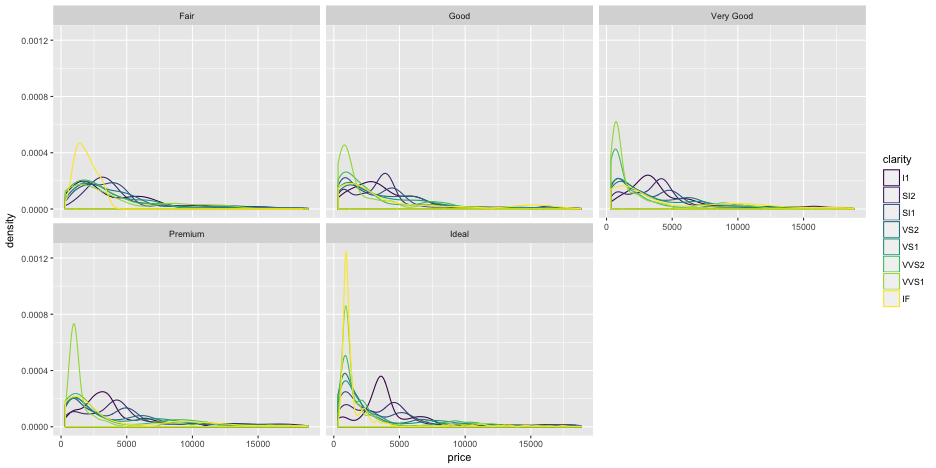 Fair Good Very Good
0.0012
0.0008
0.0004
0.0000
0 5000 10000 15000
density
Premium Ideal
0.0012
0.0008
0.0004
0.0000
0 5000 10000 15000 0 5000 10000 15000
price
clarity
I1
SI2
SI1
VS2
VS1
VVS2
VVS1
IF